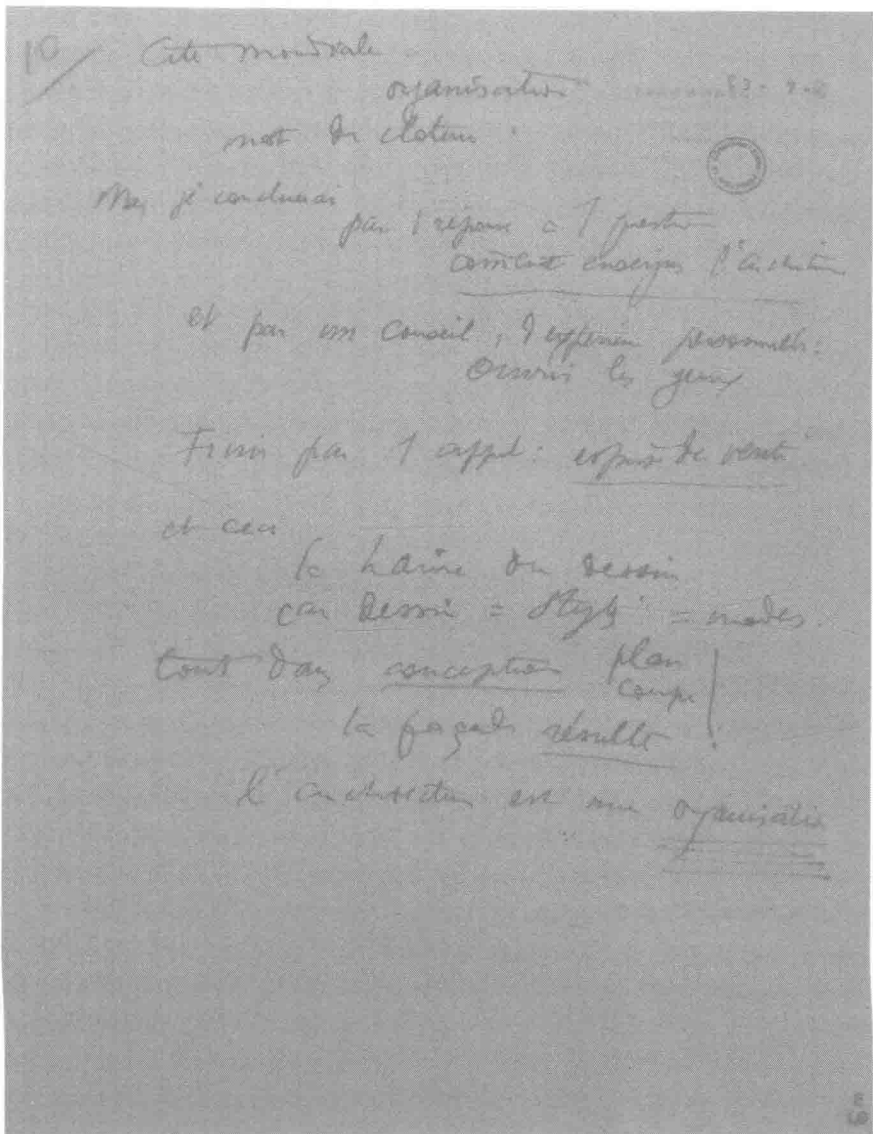 10/ Cité mondiale
organisation
mot de clôture.
Mais je conclurai
par 1 réponse à 1 question
comment enseigner l'architecture
et par un conseil, d'expérience personnelle:
ouvrir les yeux
Finir par 1 appel: esprit de vérité
et ceci
la haine du dessin
car dessin = styles = modes.
tout dans conception plan
coupe
la façade résulte!
l'architecture est une organisation